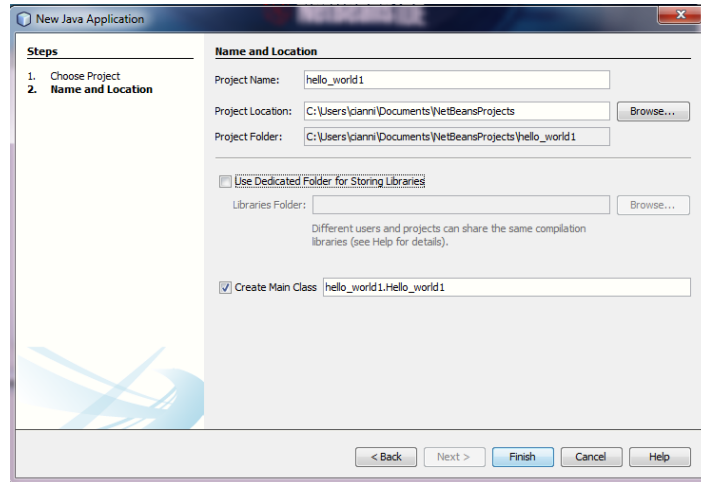 New Java Application
Steps
1. Choose Project
2. Name and Location
Name and Location
Project Name: hello_world1
Project Location: C:\Users\cianni\Documents\NetBeansProjects Browse...
Project Folder: C:\Users\cianni\Documents\NetBeansProjects\hello_world1
Use Dedicated Folder for Storing Libraries
Libraries Folder: Browse...
Different users and projects can share the same compilation
libraries (see Help for details).
Create Main Class hello_world1.Hello_world1
< Back Next > Finish Cancel Help